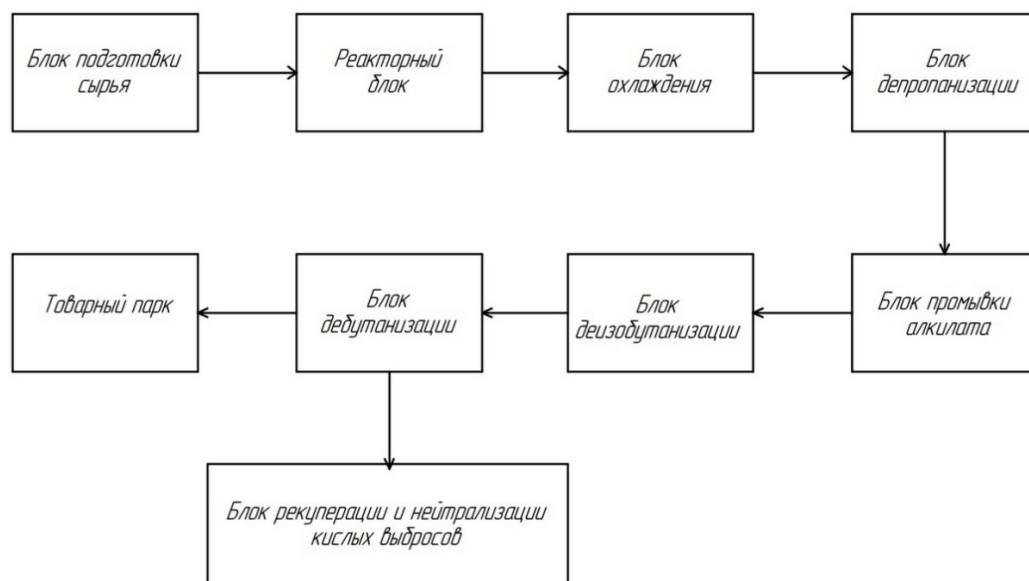 Блок подготовки
сырья
Реакторный
блок
Блок
охлаждения
Блок
депропанизации
Товарный парк
Блок
дебутанизации
Блок
деизобутанизации
Блок промывки
алкилата
Блок рекуперации и нейтрализации
кислых выбросов